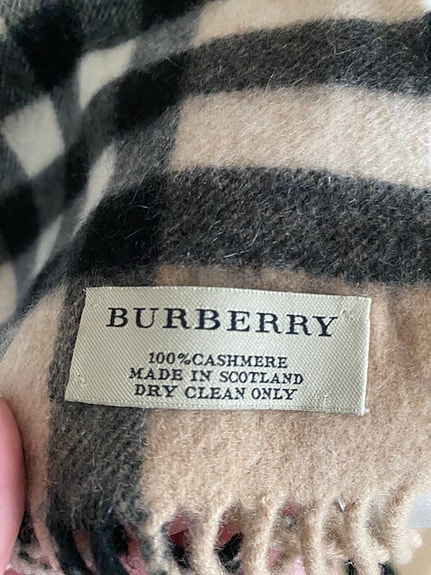 BURBERRY
100%CASHMERE
MADE IN SCOTLAND
DRY CLEAN ONLY